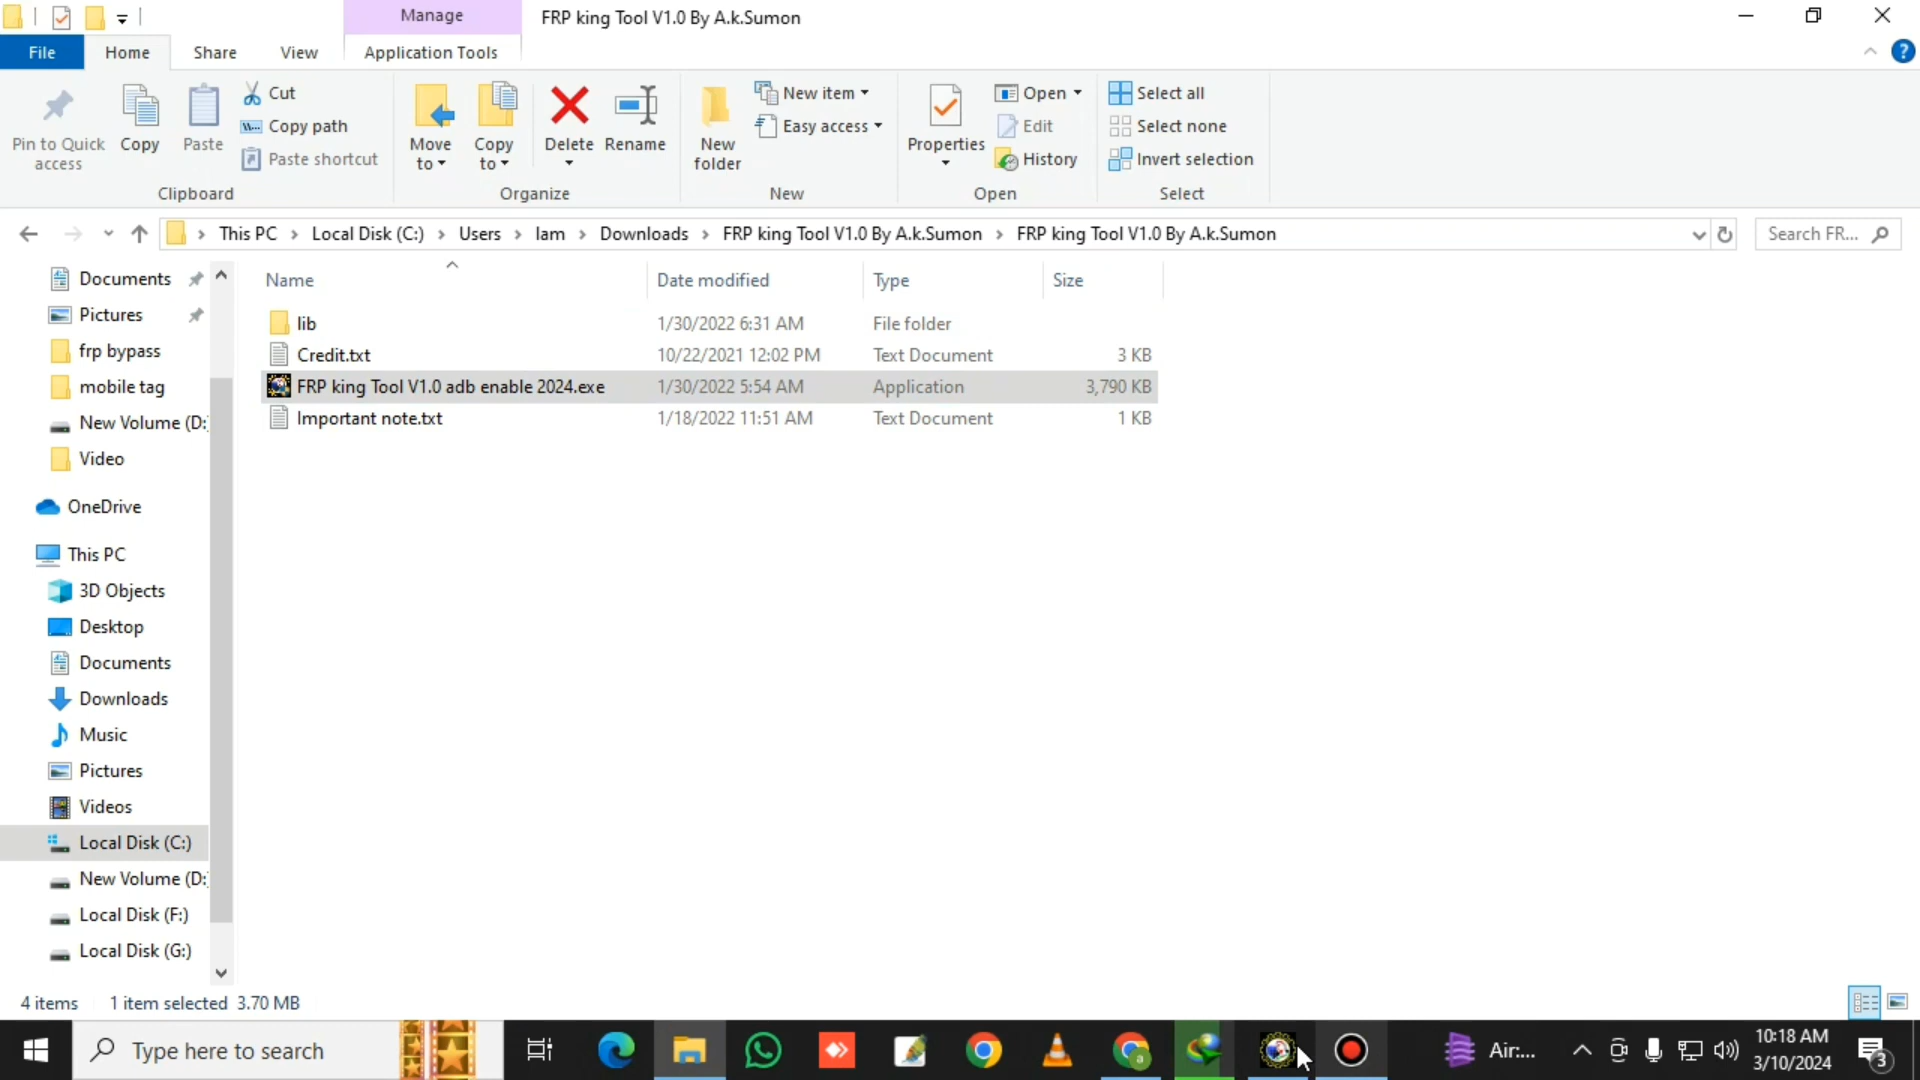 Manage
FRP king Tool V1.0 By A.k.Sumon
File Home Share View Application Tools
Pin to Quick access
Copy
Paste
Cut
Copy path
Paste shortcut
Clipboard
Move to
Copy to
Delete
Rename
Organize
New folder
New item
Easy access
New
Properties
Open
Edit
History
Open
Select all
Select none
Invert selection
Select
This PC › Local Disk (C:) › Users › Iam › Downloads › FRP king Tool V1.0 By A.k.Sumon › FRP king Tool V1.0 By A.k.Sumon
Search FR...
Documents
Pictures
frp bypass
mobile tag
New Volume (D:
Video
OneDrive
This PC
3D Objects
Desktop
Documents
Downloads
Music
Pictures
Videos
Local Disk (C:)
New Volume (D:
Local Disk (F:)
Local Disk (G:)
Name Date modified Type Size
lib 1/30/2022 6:31 AM File folder
Credit.txt 10/22/2021 12:02 PM Text Document 3 KB
FRP king Tool V1.0 adb enable 2024.exe 1/30/2022 5:54 AM Application 3,790 KB
Important note.txt 1/18/2022 11:51 AM Text Document 1 KB
4 items 1 item selected 3.70 MB
Type here to search
a
Air:...
10:18 AM
3/10/2024
3